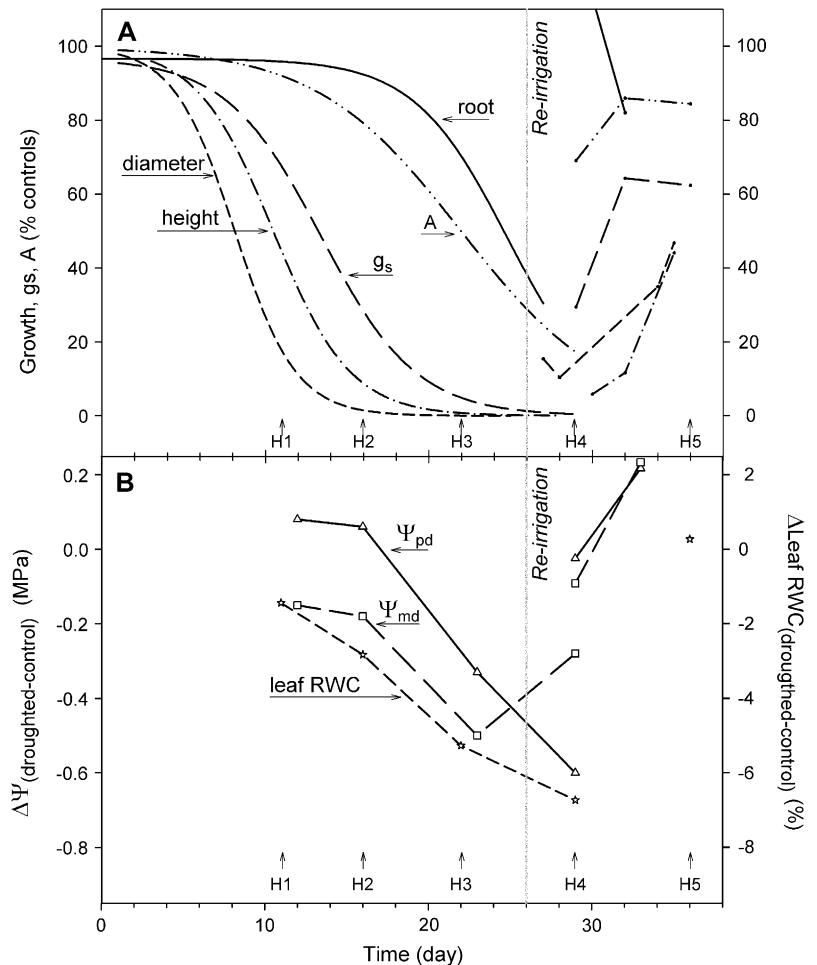 A
100
80
60
40
20
0
100
80
60
40
20
0
Growth, gs, A (% controls)
Re-irrigation
root
diameter
height
A
gs
H1
H2
H3
H4
H5
B
0.2
0.0
-0.2
-0.4
-0.6
-0.8
2
0
-2
-4
-6
-8
ΔΨ(droughted-control) (MPa)
ΔLeaf RWC(drougthed-control) (%)
Re-irrigation
Ψpd
Ψmd
leaf RWC
H1
H2
H3
H4
H5
0
10
20
30
Time (day)